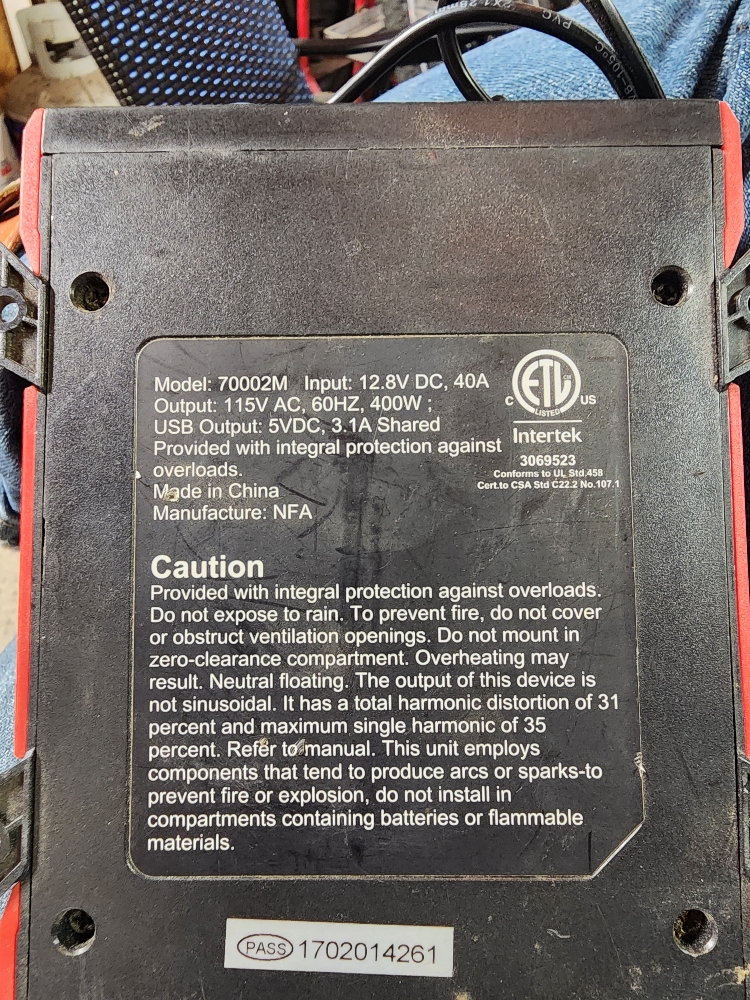 2X1.28mm² PVC
B-105°C
Model: 70002M Input: 12.8V DC, 40A
Output: 115V AC, 60HZ, 400W ;
USB Output: 5VDC, 3.1A Shared
Provided with integral protection against
overloads.
Made in China
Manufacture: NFA
ETL
C US
LISTED
Intertek
3069523
Conforms to UL Std.458
Cert.to CSA Std C22.2 No.107.1
Caution
Provided with integral protection against overloads.
Do not expose to rain. To prevent fire, do not cover
or obstruct ventilation openings. Do not mount in
zero-clearance compartment. Overheating may
result. Neutral floating. The output of this device is
not sinusoidal. It has a total harmonic distortion of 31
percent and maximum single harmonic of 35
percent. Refer to manual. This unit employs
components that tend to produce arcs or sparks-to
prevent fire or explosion, do not install in
compartments containing batteries or flammable
materials.
PASS 1702014261